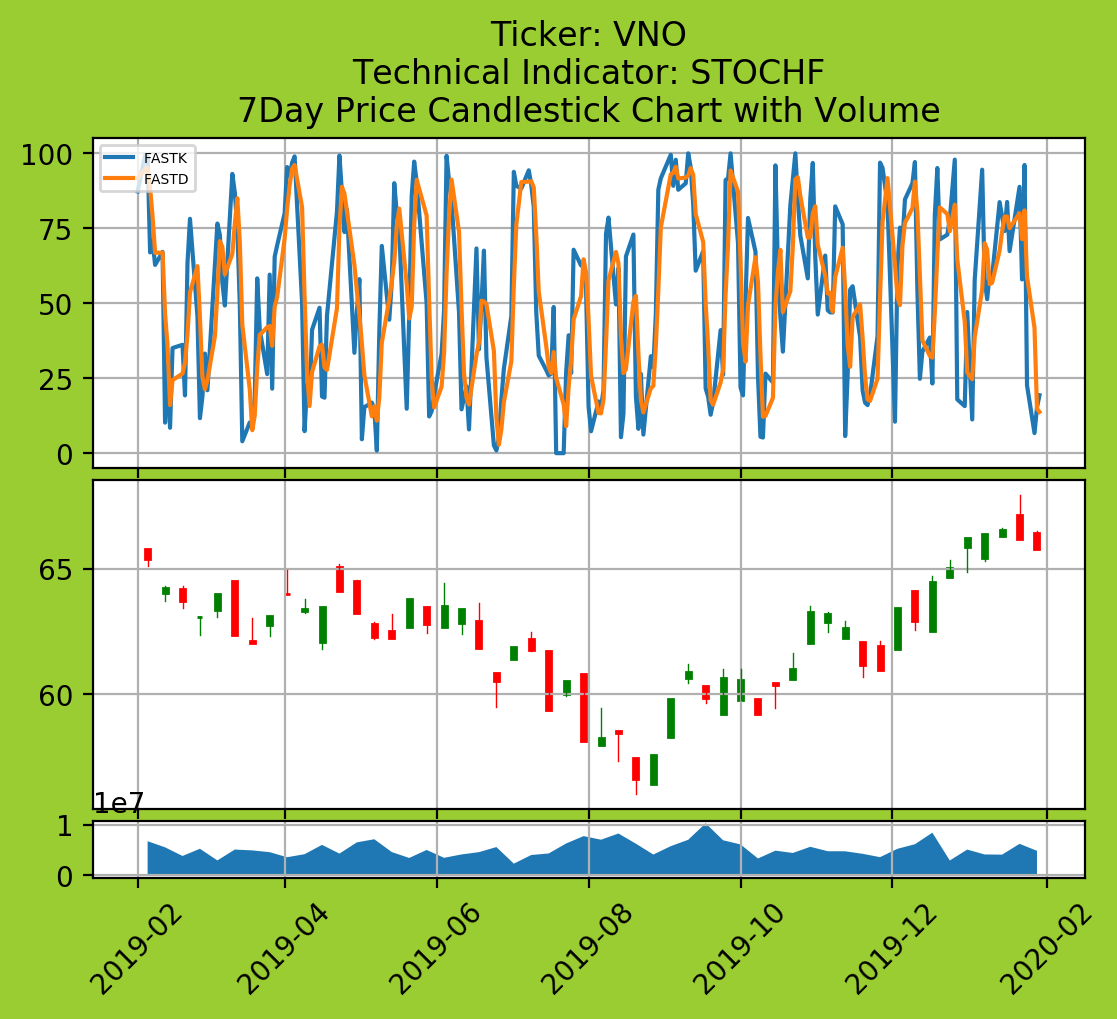 Ticker: VNO
Technical Indicator: STOCHF
7Day Price Candlestick Chart with Volume
100
75
50
25
0
FASTK
FASTD
65
60
1e7
1
0
2019-02
2019-04
2019-06
2019-08
2019-10
2019-12
2020-02